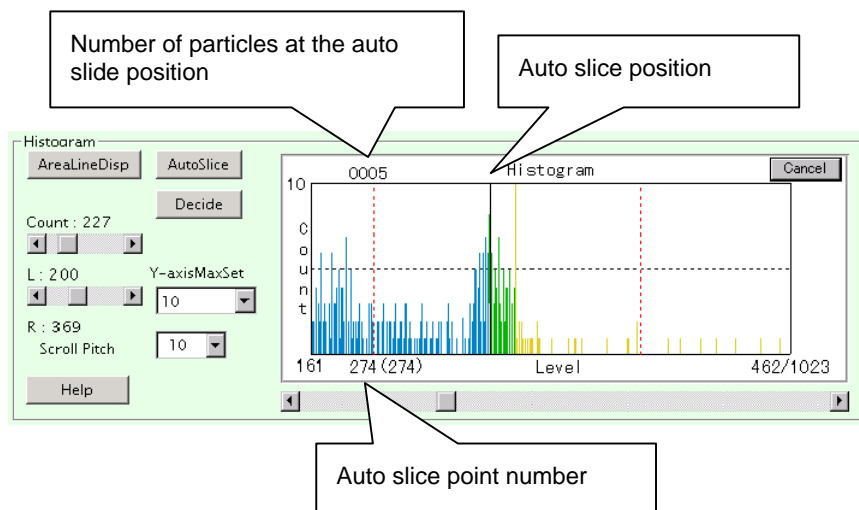 Number of particles at the auto
slide position
Auto slice position
Histogram
AreaLineDisp
AutoSlice
Decide
Count : 227
L : 200
Y-axisMaxSet
10
R : 369
Scroll Pitch
10
Help
0005
Histogram
Cancel
10
Count
161
274(274)
Level
462/1023
Auto slice point number